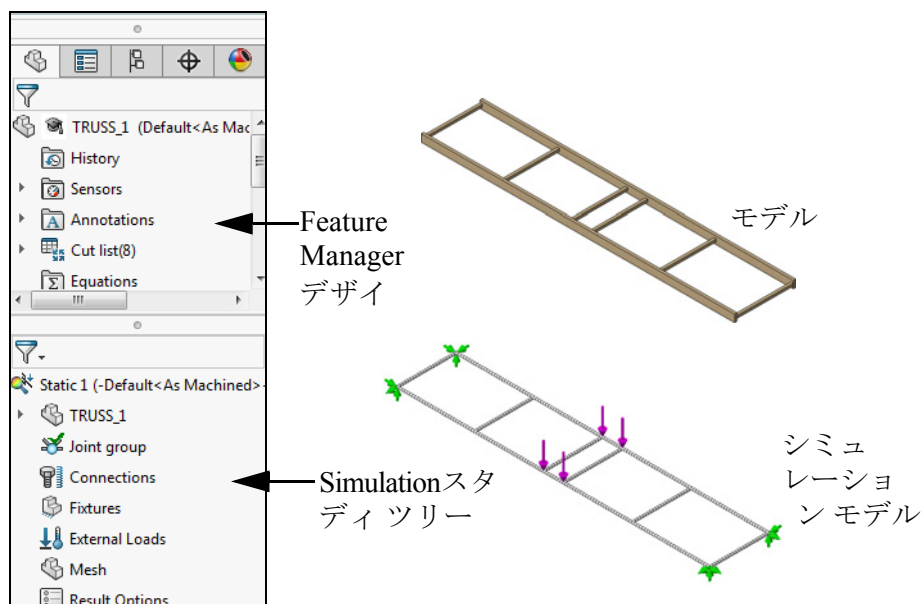 TRUSS_1 (Default<As Mac
History
Sensors
Annotations
Cut list(8)
Equations
Static 1 (-Default<As Machined>-
TRUSS_1
Joint group
Connections
Fixtures
External Loads
Mesh
Result Options
Feature
Manager
デザイ
Simulationスタ
ディ ツリー
モデル
シミュ
レーショ
ン モデル